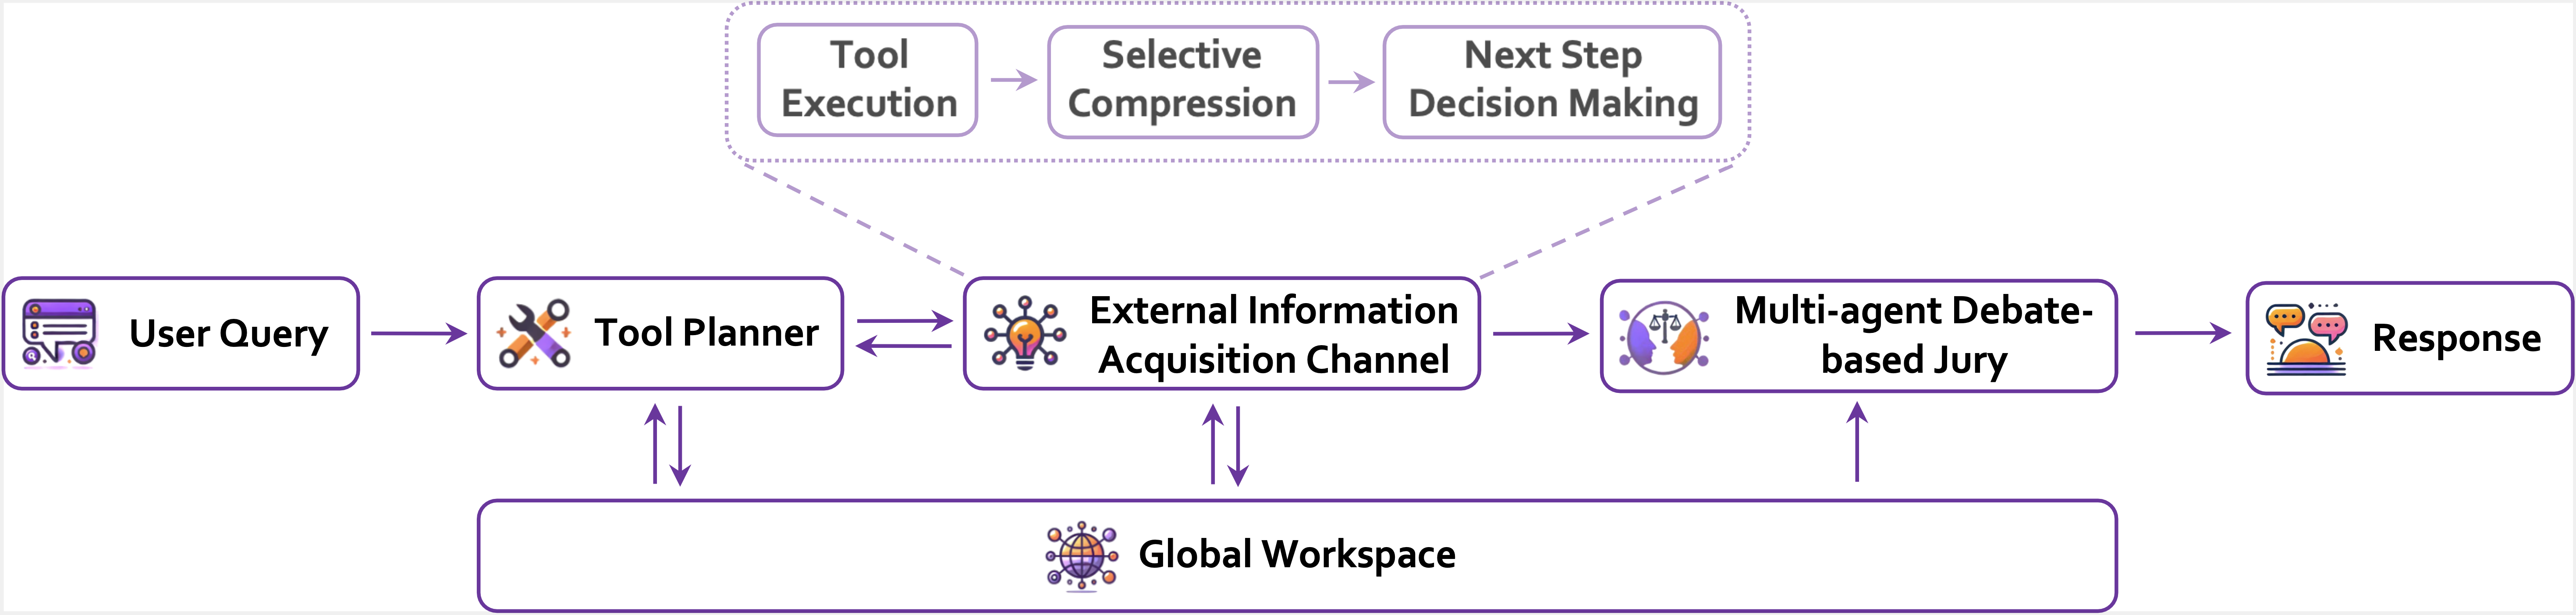 Tool
Execution
Selective
Compression
Next Step
Decision Making
User Query
Tool Planner
External Information
Acquisition Channel
Multi-agent Debate-
based Jury
Response
Global Workspace